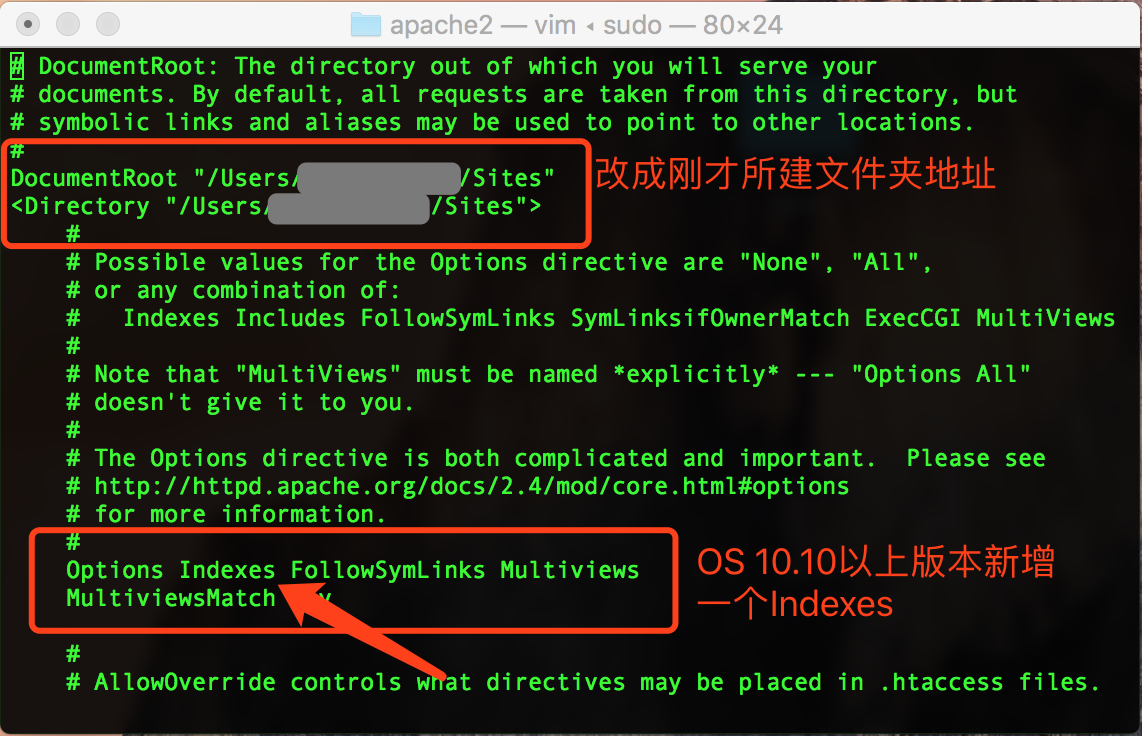 apache2 — vim ◂ sudo — 80×24
# DocumentRoot: The directory out of which you will serve your
# documents. By default, all requests are taken from this directory, but
# symbolic links and aliases may be used to point to other locations.
#
DocumentRoot "/Users/ /Sites"
<Directory "/Users/ /Sites">
改成刚才所建文件夹地址
#
# Possible values for the Options directive are "None", "All",
# or any combination of:
#   Indexes Includes FollowSymLinks SymLinksifOwnerMatch ExecCGI MultiViews
#
# Note that "MultiViews" must be named *explicitly* --- "Options All"
# doesn't give it to you.
#
# The Options directive is both complicated and important.  Please see
# http://httpd.apache.org/docs/2.4/mod/core.html#options
# for more information.
#
Options Indexes FollowSymLinks Multiviews
MultiviewsMatch
OS 10.10以上版本新增
一个Indexes
#
# AllowOverride controls what directives may be placed in .htaccess files.